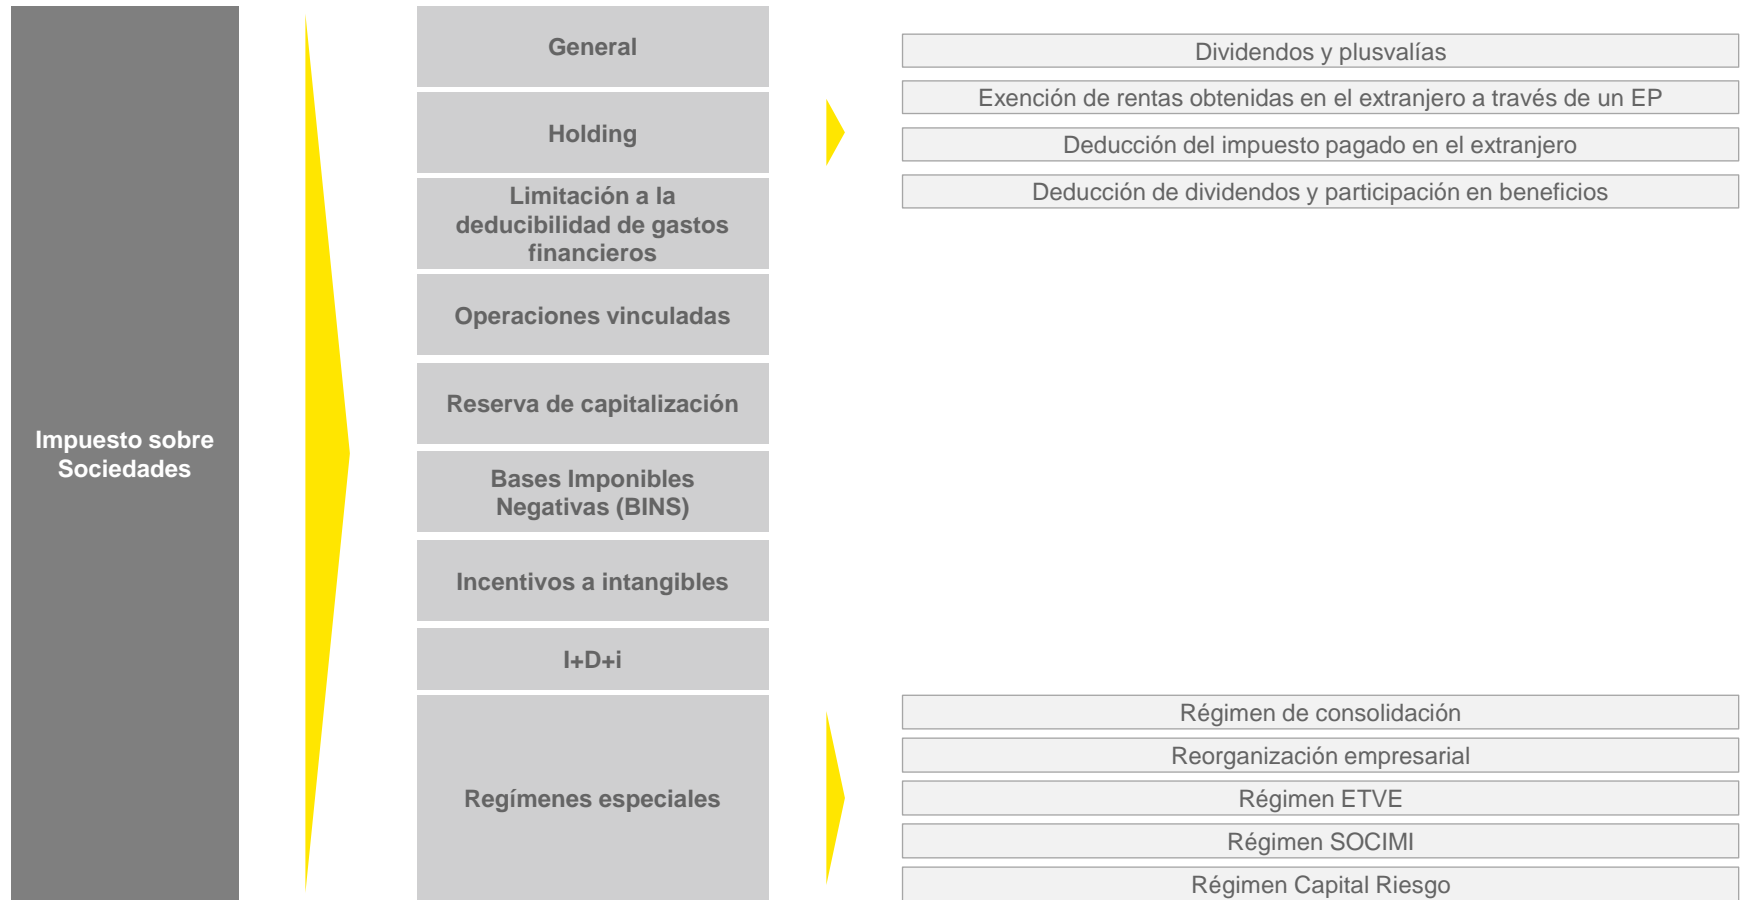 Impuesto sobre
Sociedades
General
Holding
Limitación a la
deducibilidad de gastos
financieros
Operaciones vinculadas
Reserva de capitalización
Bases Imponibles
Negativas (BINS)
Incentivos a intangibles
I+D+i
Regímenes especiales
Dividendos y plusvalías
Exención de rentas obtenidas en el extranjero a través de un EP
Deducción del impuesto pagado en el extranjero
Deducción de dividendos y participación en beneficios
Régimen de consolidación
Reorganización empresarial
Régimen ETVE
Régimen SOCIMI
Régimen Capital Riesgo